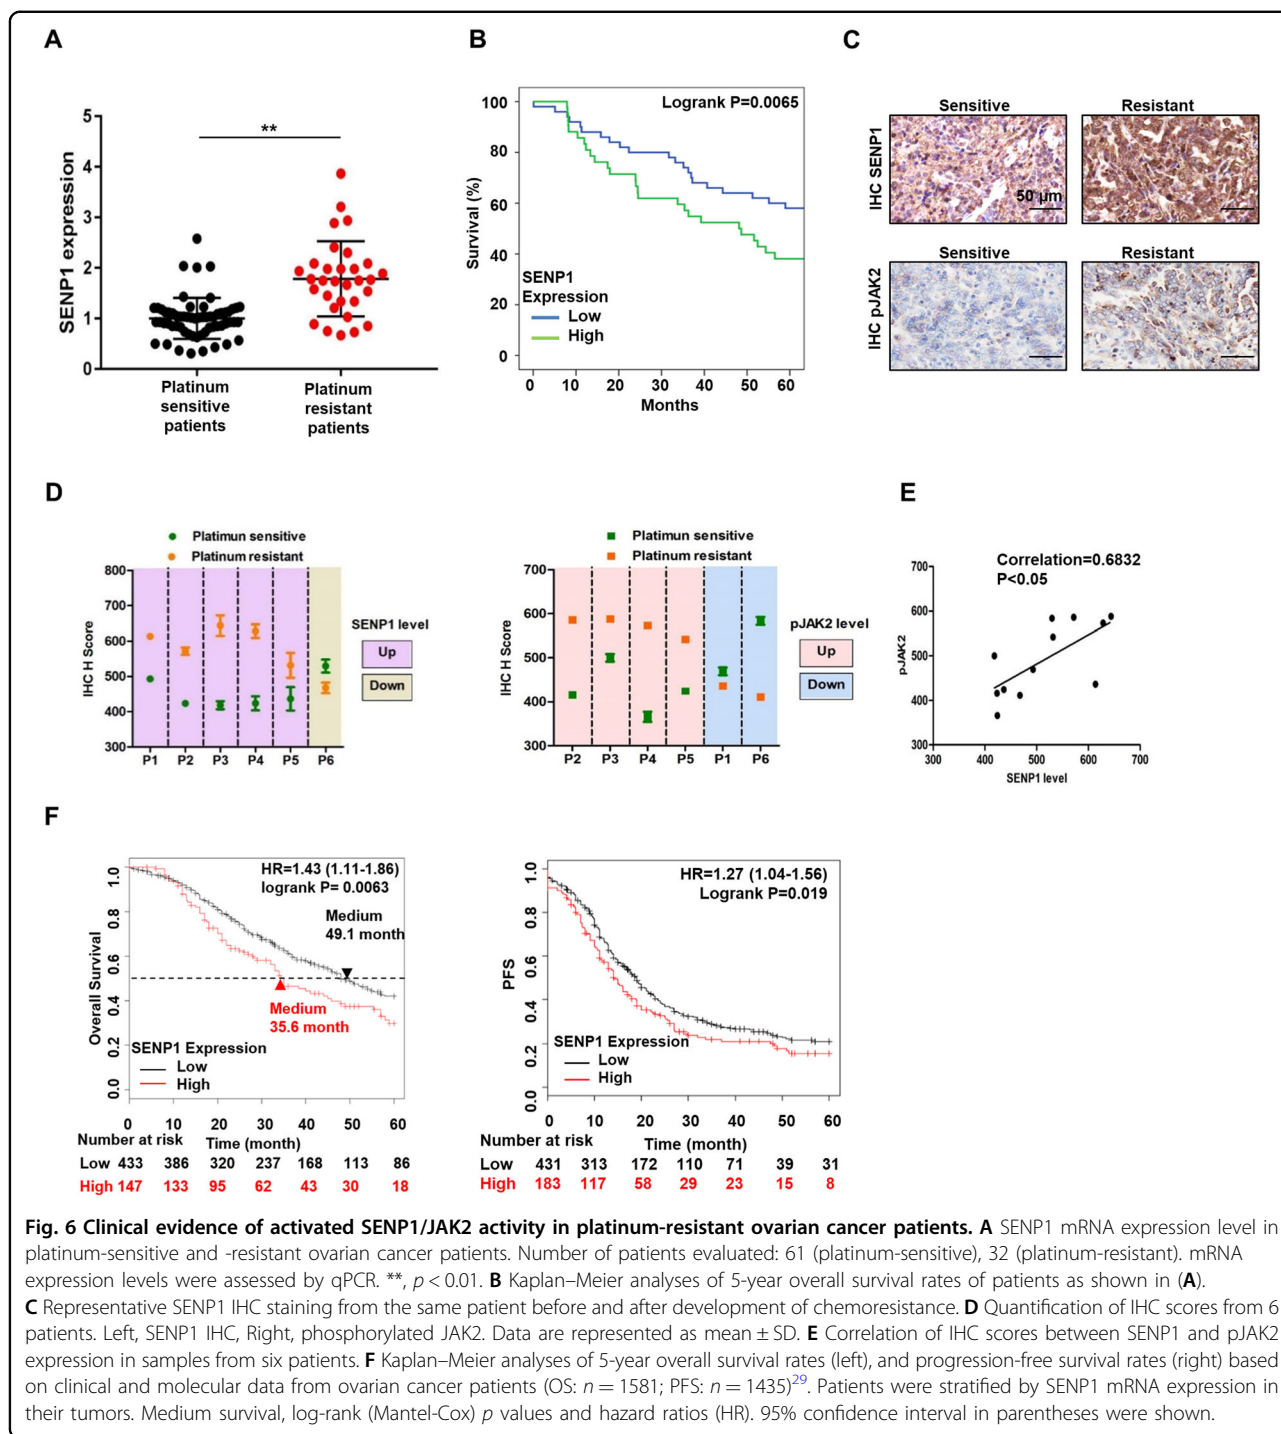 A
SENP1 expression
5
4
3
2
1
0
**
Platinum
sensitive
patients
Platinum
resistant
patients
B
Logrank P=0.0065
Survival (%)
100
80
60
40
20
0
SENP1
Expression
Low
High
0 10 20 30 40 50 60
Months
C
Sensitive Resistant
IHC SENP1
50 µm
Sensitive Resistant
IHC pJAK2
D
Platimun sensitive
Platinum resistant
IHC H Score
800
700
600
500
400
300
P1 P2 P3 P4 P5 P6
SENP1 level
Up
Down
Platimun sensitive
Platinum resistant
IHC H Score
700
600
500
400
300
P2 P3 P4 P5 P1 P6
pJAK2 level
Up
Down
E
Correlation=0.6832
P<0.05
pJAK2
700
600
500
400
300
300 400 500 600 700
SENP1 level
F
HR=1.43 (1.11-1.86)
logrank P= 0.0063
Medium
49.1 month
Medium
35.6 month
Overall Survival
1.0
0.8
0.6
0.4
0.2
0.0
SENP1 Expression
Low
High
0 10 20 30 40 50 60
Number at risk Time (month)
Low 433 386 320 237 168 113 86
High 147 133 95 62 43 30 18
HR=1.27 (1.04-1.56)
Logrank P=0.019
PFS
1.0
0.8
0.6
0.4
0.2
0.0
SENP1 Expression
Low
High
0 10 20 30 40 50 60
Number at risk Time (month)
Low 431 313 172 110 71 39 31
High 183 117 58 29 23 15 8
Fig. 6 Clinical evidence of activated SENP1/JAK2 activity in platinum-resistant ovarian cancer patients. A SENP1 mRNA expression level in
platinum-sensitive and -resistant ovarian cancer patients. Number of patients evaluated: 61 (platinum-sensitive), 32 (platinum-resistant). mRNA
expression levels were assessed by qPCR. **, p < 0.01. B Kaplan–Meier analyses of 5-year overall survival rates of patients as shown in (A).
C Representative SENP1 IHC staining from the same patient before and after development of chemoresistance. D Quantification of IHC scores from 6
patients. Left, SENP1 IHC, Right, phosphorylated JAK2. Data are represented as mean ± SD. E Correlation of IHC scores between SENP1 and pJAK2
expression in samples from six patients. F Kaplan–Meier analyses of 5-year overall survival rates (left), and progression-free survival rates (right) based
on clinical and molecular data from ovarian cancer patients (OS: n = 1581; PFS: n = 1435)29. Patients were stratified by SENP1 mRNA expression in
their tumors. Medium survival, log-rank (Mantel-Cox) p values and hazard ratios (HR). 95% confidence interval in parentheses were shown.